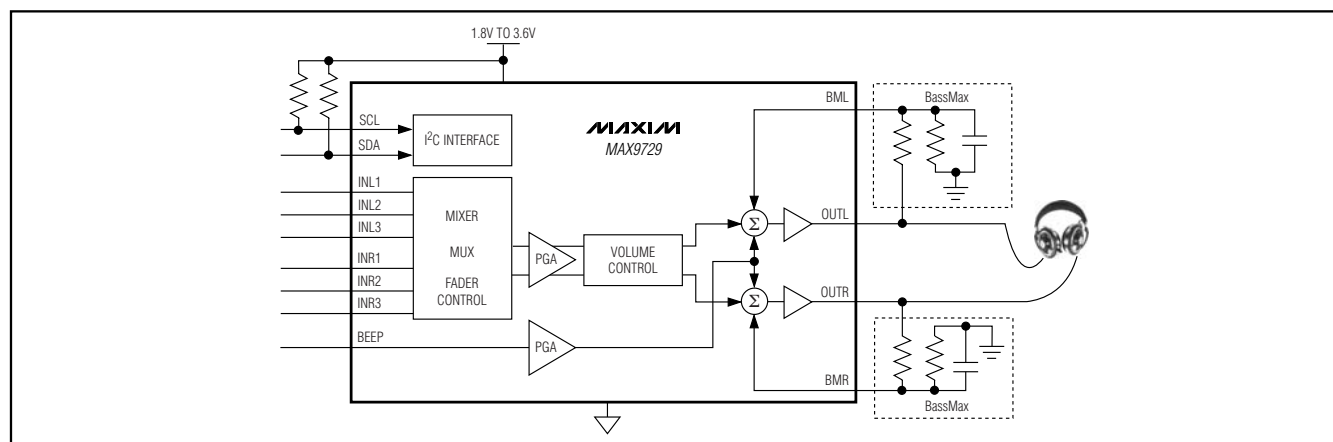 1.8V TO 3.6V
BML
BassMax
SCL
SDA
I²C INTERFACE
MAXIM
MAX9729
INL1
INL2
INL3
INR1
INR2
INR3
MIXER
MUX
FADER
CONTROL
PGA
VOLUME
CONTROL
Σ
OUTL
Σ
OUTR
BEEP
PGA
BMR
BassMax